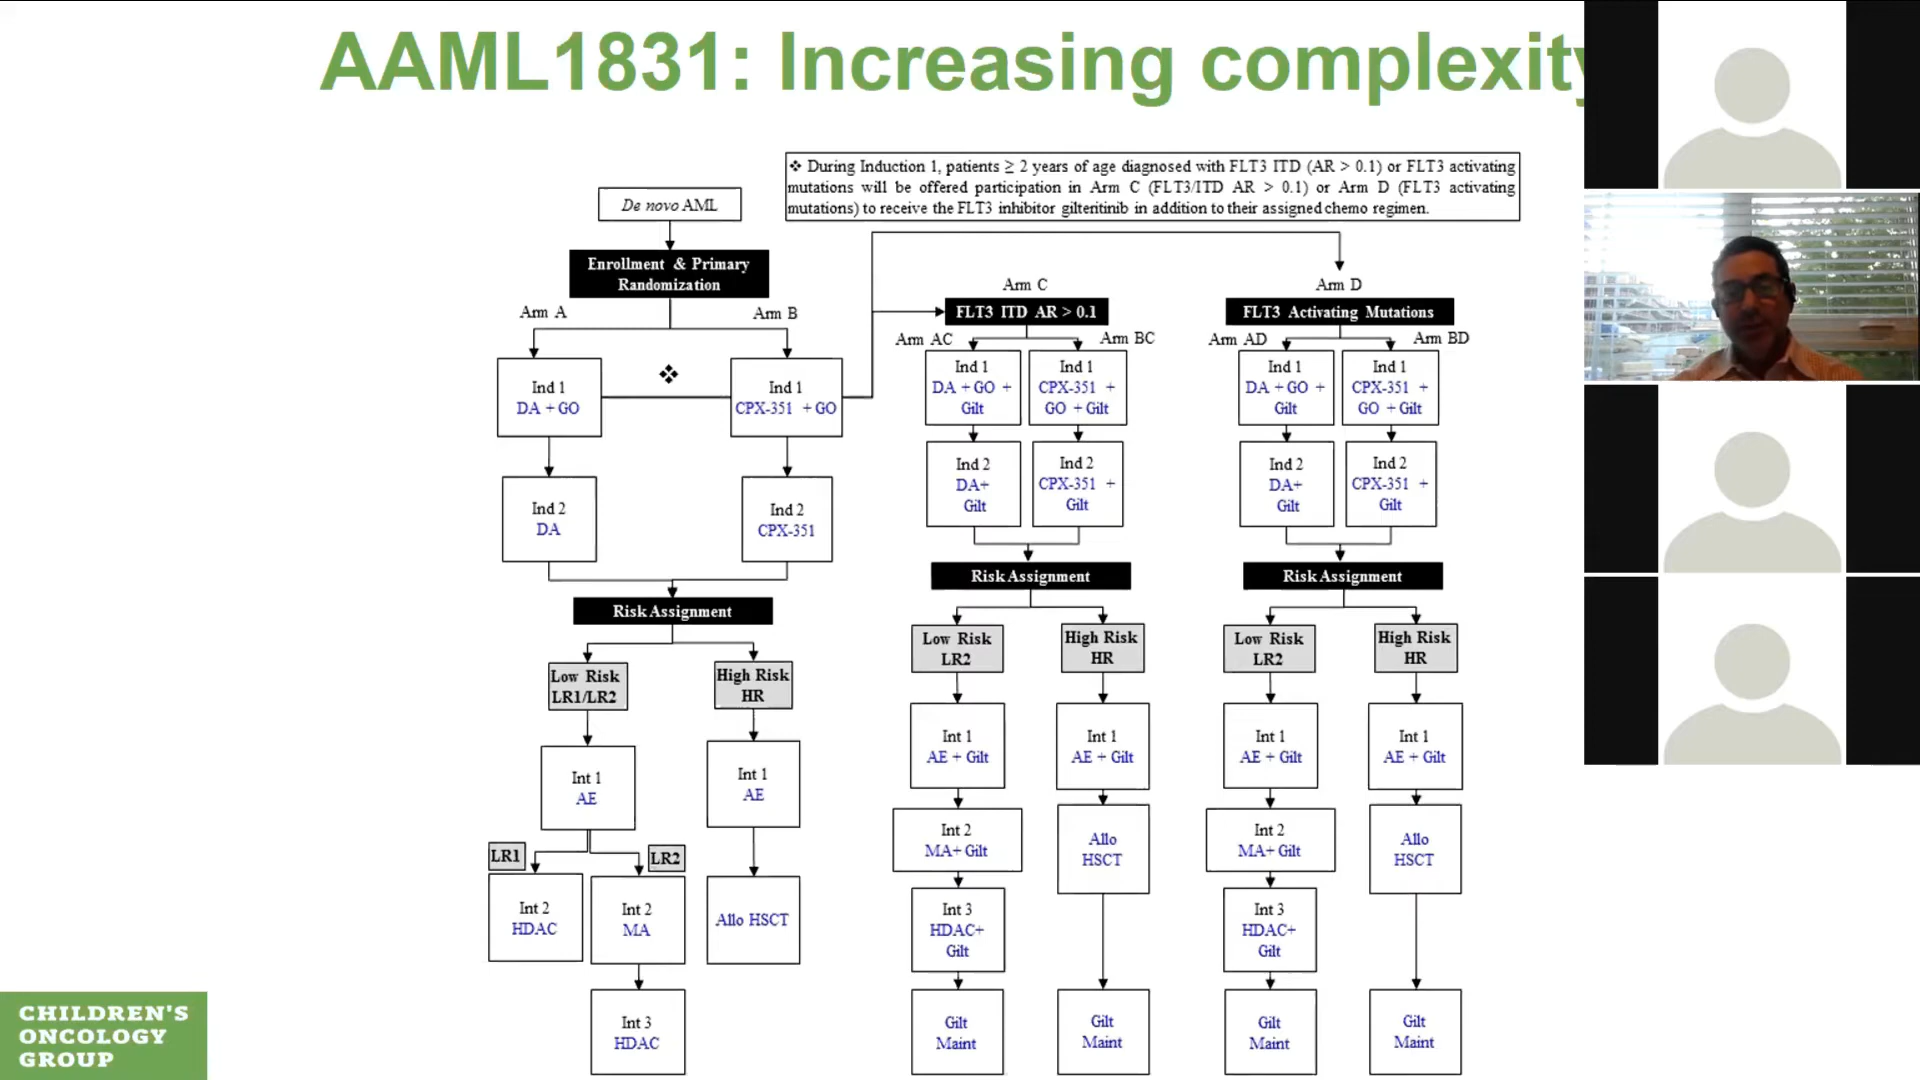 AAML1831: Increasing complexity
❖ During Induction 1, patients ≥ 2 years of age diagnosed with FLT3 ITD (AR > 0.1) or FLT3 activating
mutations will be offered participation in Arm C (FLT3/ITD AR > 0.1) or Arm D (FLT3 activating
mutations) to receive the FLT3 inhibitor gilteritinib in addition to their assigned chemo regimen.
De novo AML
Enrollment & Primary
Randomization
Arm A
Arm B
❖
Ind 1
DA + GO
Ind 1
CPX-351 + GO
Ind 2
DA
Ind 2
CPX-351
Risk Assignment
Low Risk
LR1/LR2
High Risk
HR
Int 1
AE
Int 1
AE
LR1
LR2
Int 2
HDAC
Int 2
MA
Allo HSCT
Int 3
HDAC
Arm C
FLT3 ITD AR > 0.1
Arm AC
Arm BC
Ind 1
DA + GO +
Gilt
Ind 1
CPX-351 +
GO + Gilt
Ind 2
DA+
Gilt
Ind 2
CPX-351 +
Gilt
Risk Assignment
Low Risk
LR2
High Risk
HR
Int 1
AE + Gilt
Int 1
AE + Gilt
Int 2
MA+ Gilt
Allo
HSCT
Int 3
HDAC+
Gilt
Gilt
Maint
Gilt
Maint
Arm D
FLT3 Activating Mutations
Arm AD
Arm BD
Ind 1
DA + GO +
Gilt
Ind 1
CPX-351 +
GO + Gilt
Ind 2
DA+
Gilt
Ind 2
CPX-351 +
Gilt
Risk Assignment
Low Risk
LR2
High Risk
HR
Int 1
AE + Gilt
Int 1
AE + Gilt
Int 2
MA+ Gilt
Allo
HSCT
Int 3
HDAC+
Gilt
Gilt
Maint
Gilt
Maint
CHILDREN'S
ONCOLOGY
GROUP